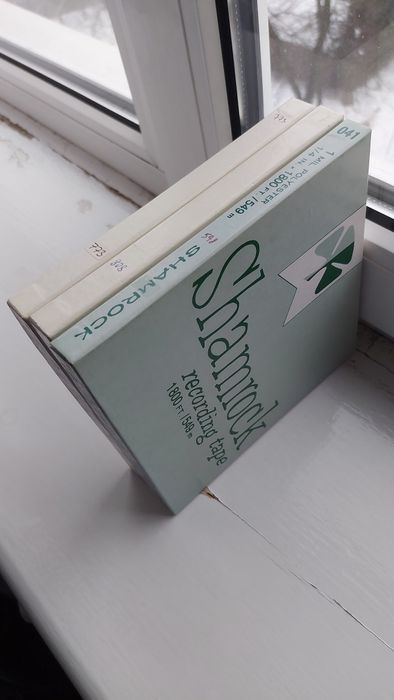 Shamrock
recording tape
1800 FT / 549 m
SHAMROCK
1 MIL POLYESTER
1/4 IN. x 1800 FT. / 549 m
041